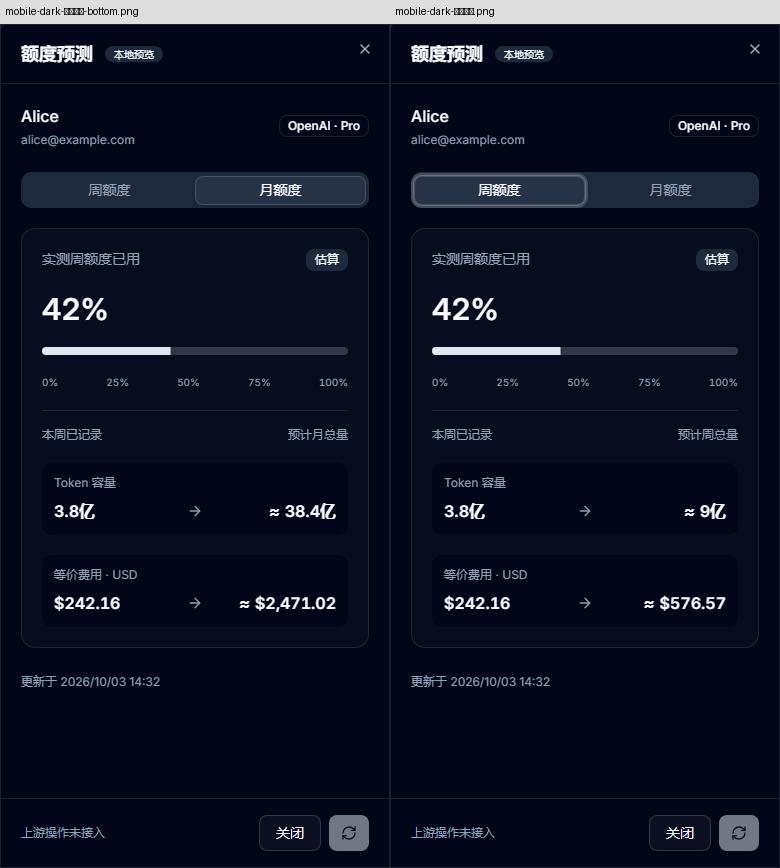 mobile-dark-□□□□-bottom.png
额度预测 本地预览
Alice
alice@example.com
OpenAI · Pro
周额度 月额度
实测周额度已用 估算
42%
0% 25% 50% 75% 100%
本周已记录 预计月总量
Token 容量
3.8亿 → ≈ 38.4亿
等价费用 · USD
$242.16 → ≈ $2,471.02
更新于 2026/10/03 14:32
上游操作未接入 关闭
mobile-dark-□□□□.png
额度预测 本地预览
Alice
alice@example.com
OpenAI · Pro
周额度 月额度
实测周额度已用 估算
42%
0% 25% 50% 75% 100%
本周已记录 预计周总量
Token 容量
3.8亿 → ≈ 9亿
等价费用 · USD
$242.16 → ≈ $576.57
更新于 2026/10/03 14:32
上游操作未接入 关闭